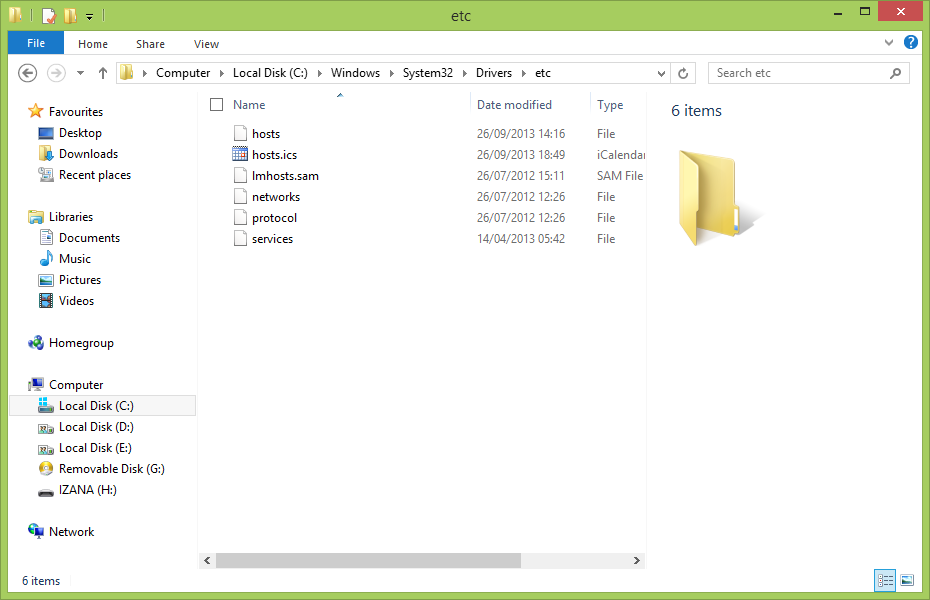 etc
File Home Share View
Computer Local Disk (C:) Windows System32 Drivers etc Search etc
Favourites
Desktop
Downloads
Recent places
Libraries
Documents
Music
Pictures
Videos
Homegroup
Computer
Local Disk (C:)
Local Disk (D:)
Local Disk (E:)
Removable Disk (G:)
IZANA (H:)
Network
Name Date modified Type
hosts 26/09/2013 14:16 File
hosts.ics 26/09/2013 18:49 iCalendar
lmhosts.sam 26/07/2012 15:11 SAM File
networks 26/07/2012 12:26 File
protocol 26/07/2012 12:26 File
services 14/04/2013 05:42 File
6 items
6 items